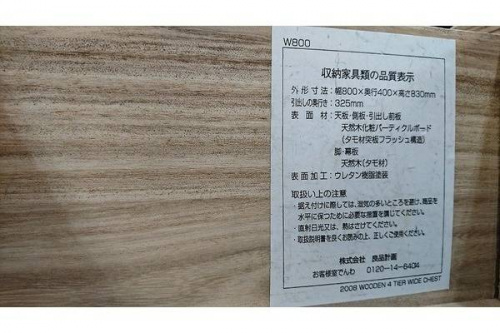 W800
収納家具類の品質表示
外形寸法：幅800×奥行400×高さ830mm
引出しの奥行き：325mm
表面材：天板・側板・引出し前板
天然木化粧パーティクルボード
(タモ材突板フラッシュ構造)
脚・幕板
天然木(タモ材)
表面加工：ウレタン樹脂塗装
取扱い上の注意
・据え付けに際しては、湿気の多いところを避け、商品を
水平に保つために必要な措置を講じてください。
・直射日光又は、熱はさけてください。
・取扱説明書を良くお読みの上、正しくご使用ください。
株式会社 良品計画
お客様室でんわ 0120-14-6404
2008 WOODEN 4 TIER WIDE CHEST